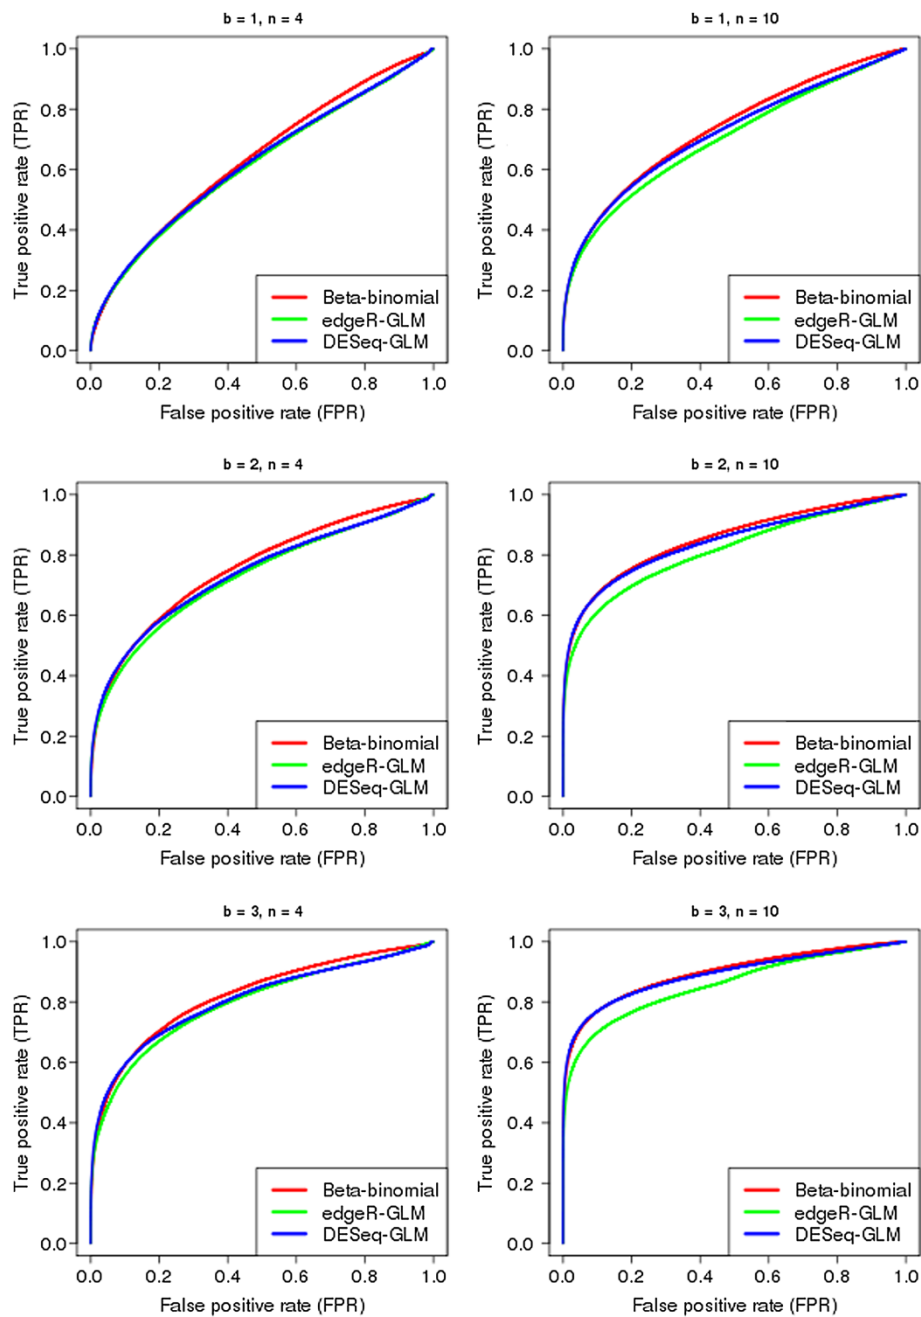 b = 1, n = 4
True positive rate (TPR)
1.0
0.8
0.6
0.4
0.2
0.0
Beta-binomial
edgeR-GLM
DESeq-GLM
0.0 0.2 0.4 0.6 0.8 1.0
False positive rate (FPR)
b = 1, n = 10
True positive rate (TPR)
1.0
0.8
0.6
0.4
0.2
0.0
Beta-binomial
edgeR-GLM
DESeq-GLM
0.0 0.2 0.4 0.6 0.8 1.0
False positive rate (FPR)
b = 2, n = 4
True positive rate (TPR)
1.0
0.8
0.6
0.4
0.2
0.0
Beta-binomial
edgeR-GLM
DESeq-GLM
0.0 0.2 0.4 0.6 0.8 1.0
False positive rate (FPR)
b = 2, n = 10
True positive rate (TPR)
1.0
0.8
0.6
0.4
0.2
0.0
Beta-binomial
edgeR-GLM
DESeq-GLM
0.0 0.2 0.4 0.6 0.8 1.0
False positive rate (FPR)
b = 3, n = 4
True positive rate (TPR)
1.0
0.8
0.6
0.4
0.2
0.0
Beta-binomial
edgeR-GLM
DESeq-GLM
0.0 0.2 0.4 0.6 0.8 1.0
False positive rate (FPR)
b = 3, n = 10
True positive rate (TPR)
1.0
0.8
0.6
0.4
0.2
0.0
Beta-binomial
edgeR-GLM
DESeq-GLM
0.0 0.2 0.4 0.6 0.8 1.0
False positive rate (FPR)